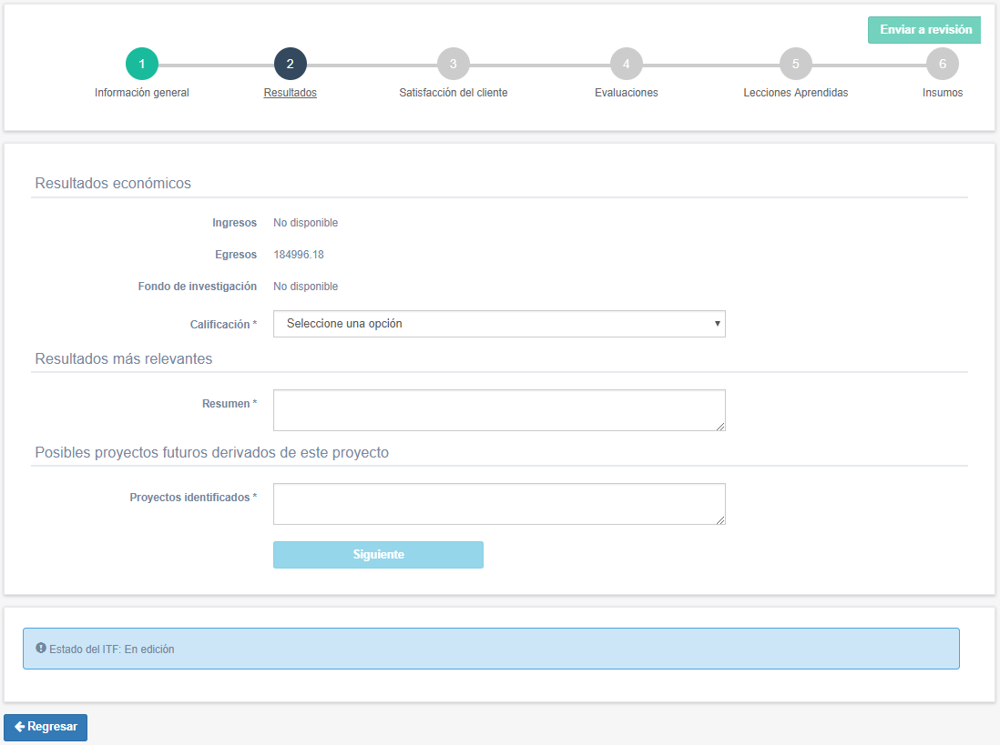 Enviar a revisión
1 2 3 4 5 6
Información general Resultados Satisfacción del cliente Evaluaciones Lecciones Aprendidas Insumos
Resultados económicos
Ingresos No disponible
Egresos 184996.18
Fondo de investigación No disponible
Calificación * Seleccione una opción
Resultados más relevantes
Resumen *
Posibles proyectos futuros derivados de este proyecto
Proyectos identificados *
Siguiente
Estado del ITF: En edición
Regresar